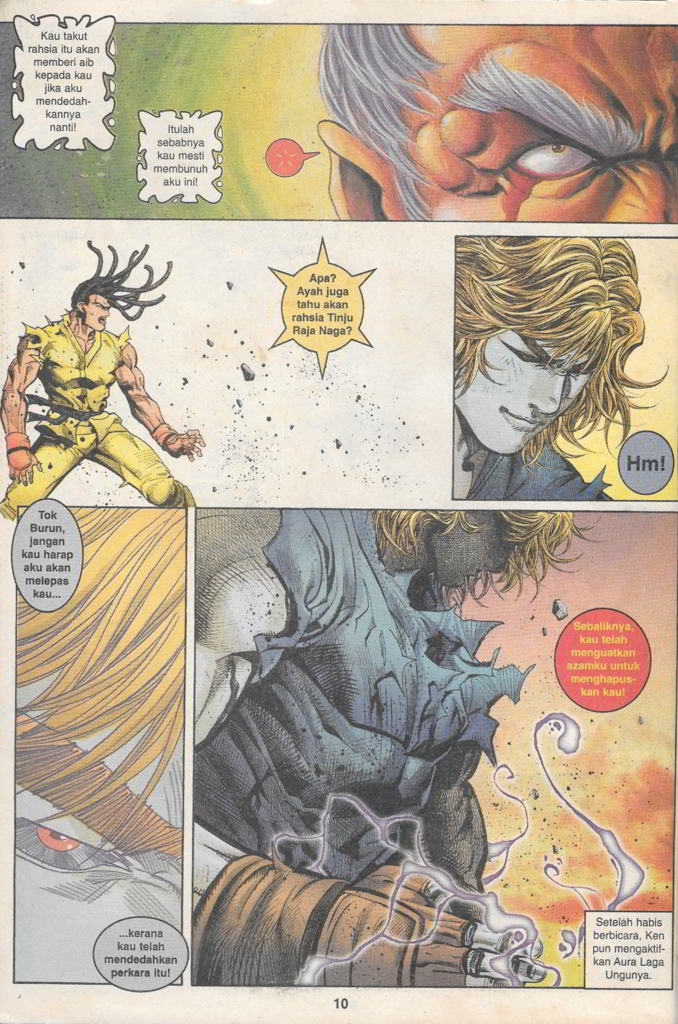 Kau takut
rahsia itu akan
memberi aib
kepada kau
jika aku
mendedah-
kannya
nanti!
Itulah
sebabnya
kau mesti
membunuh
aku ini!
Apa?
Ayah juga
tahu akan
rahsia Tinju
Raja Naga?
Hm!
Tok
Burun,
jangan
kau harap
aku akan
melepas
kau...
...kerana
kau telah
mendedahkan
perkara itu!
Sebaliknya,
kau telah
menguatkan
azamku untuk
menghapus-
kan kau!
Setelah habis
berbicara, Ken
pun mengaktif-
kan Aura Laga
Ungunya.
10